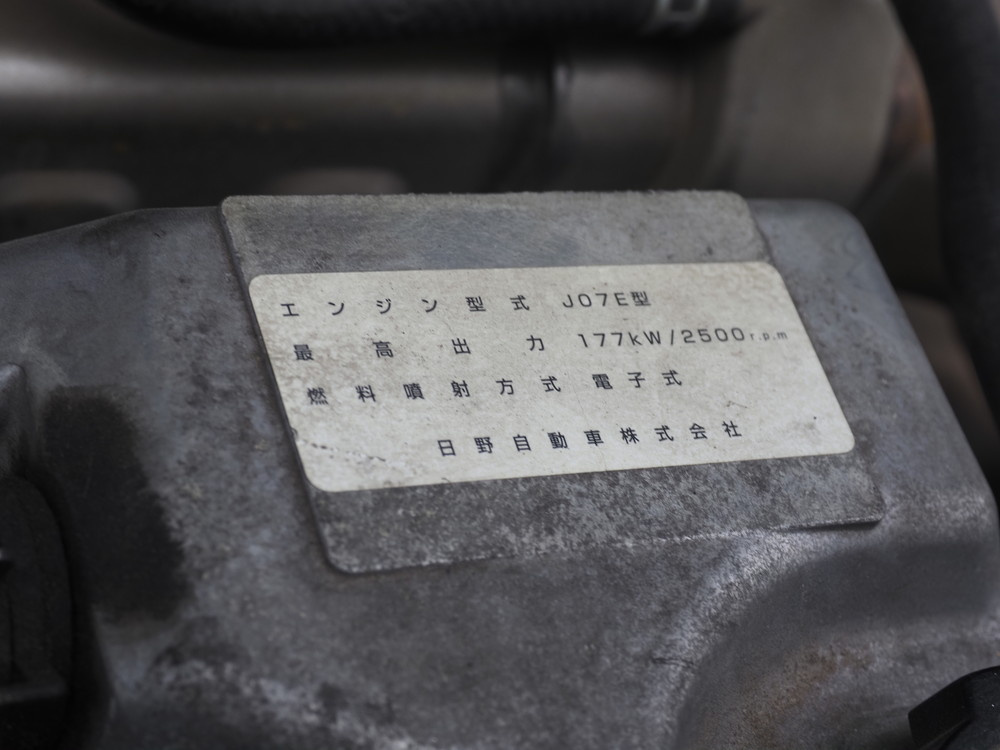 エンジン型式 J07E型
最高出力 177kW/2500r.p.m
燃料噴射方式 電子式
日野自動車株式会社